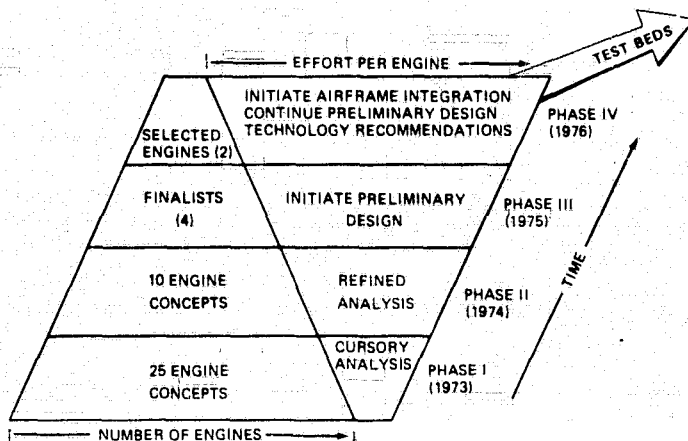 EFFORT PER ENGINE
TEST BEDS
INITIATE AIRFRAME INTEGRATION
CONTINUE PRELIMINARY DESIGN
TECHNOLOGY RECOMMENDATIONS
SELECTED
ENGINES (2)
PHASE IV
(1976)
FINALISTS
(4)
INITIATE PRELIMINARY
DESIGN
PHASE III
(1975)
10 ENGINE
CONCEPTS
REFINED
ANALYSIS
PHASE II
(1974)
TIME
25 ENGINE
CONCEPTS
CURSORY
ANALYSIS
PHASE I
(1973)
NUMBER OF ENGINES